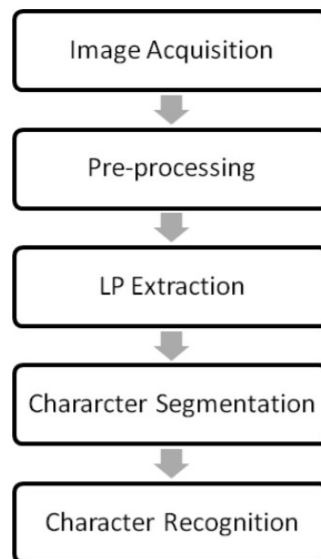 Image Acquisition
Pre-processing
LP Extraction
Chararcter Segmentation
Character Recognition